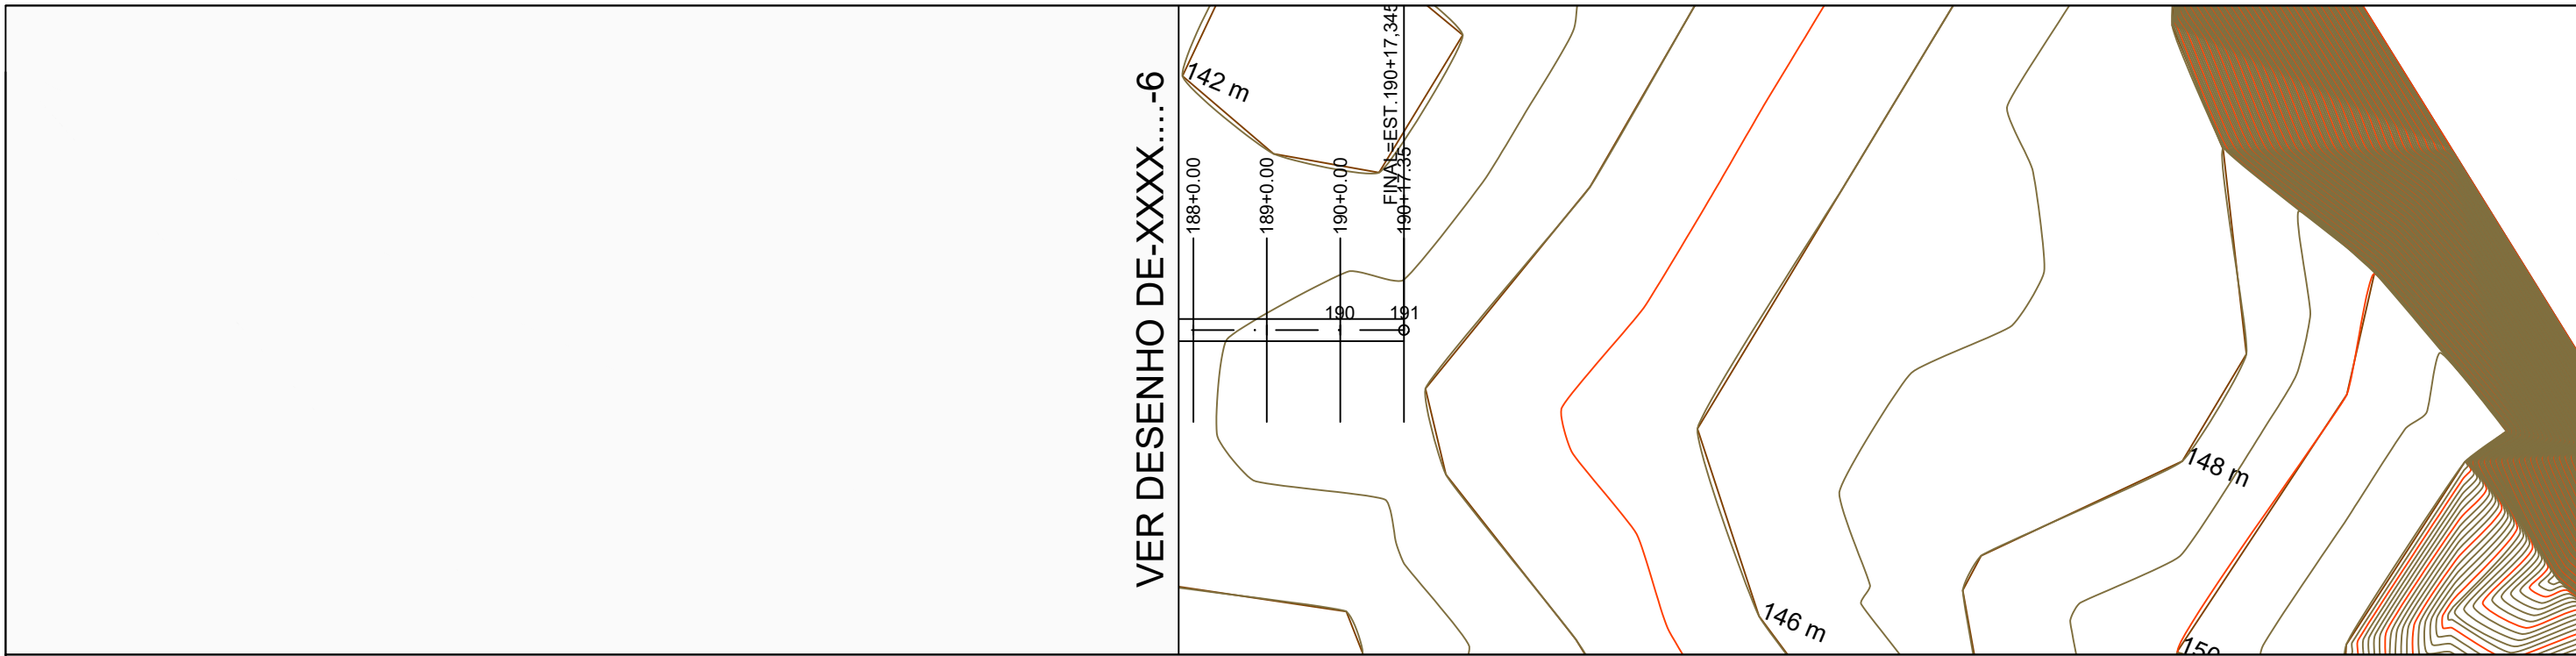 VER DESENHO DE-XXXX....-6
142 m
188+0.00
189+0.00
190+0.00
FINAL=EST.190+17,345
190+17.35
190
191
148 m
146 m
150